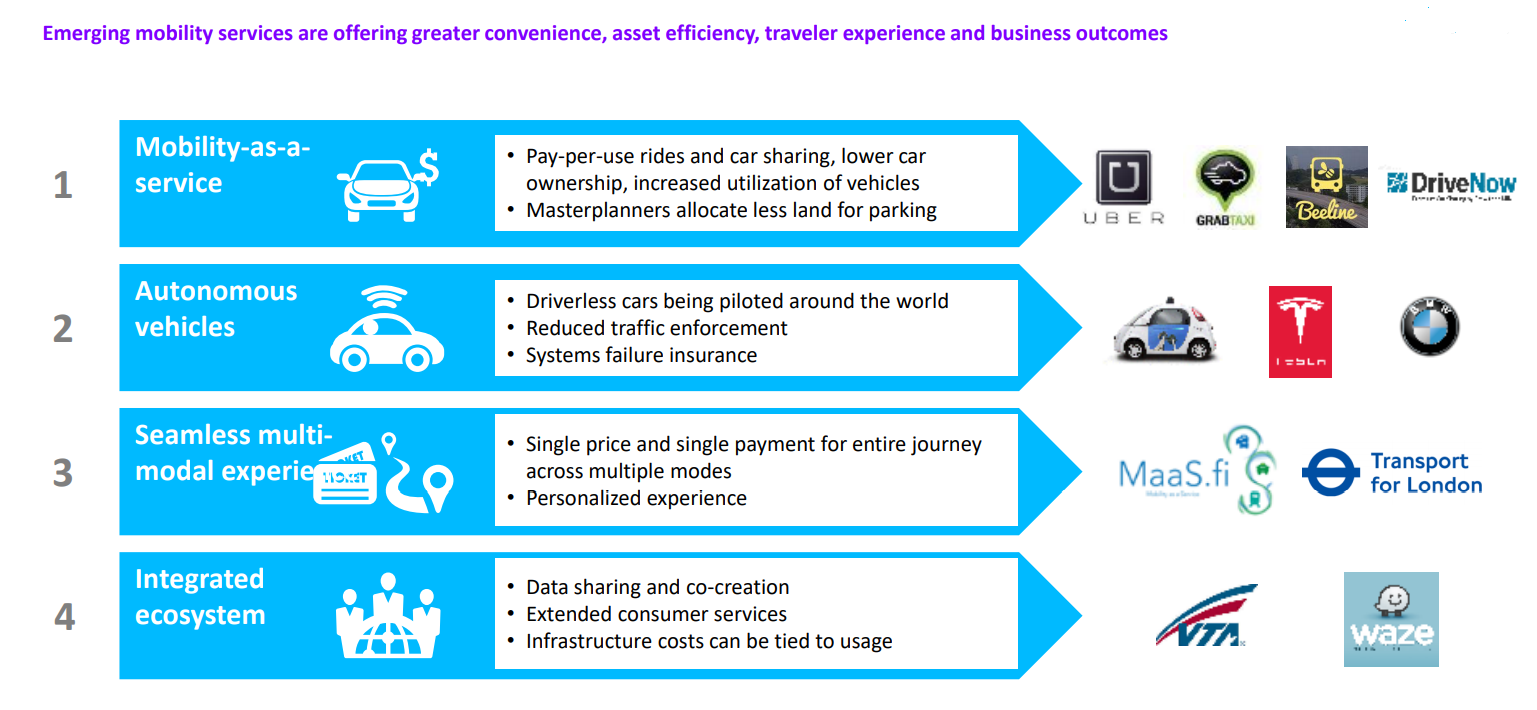 Emerging mobility services are offering greater convenience, asset efficiency, traveler experience and business outcomes
1
Mobility-as-a-
service
$
• Pay-per-use rides and car sharing, lower car
ownership, increased utilization of vehicles
• Masterplanners allocate less land for parking
UBER
GRABTAXI
Beeline
DriveNow
2
Autonomous
vehicles
• Driverless cars being piloted around the world
• Reduced traffic enforcement
• Systems failure insurance
TESLA
BMW
3
Seamless multi-
modal experie
TICKET
• Single price and single payment for entire journey
across multiple modes
• Personalized experience
MaaS.fi
Mobility as a Service
Transport
for London
4
Integrated
ecosystem
• Data sharing and co-creation
• Extended consumer services
• Infrastructure costs can be tied to usage
VTA
waze